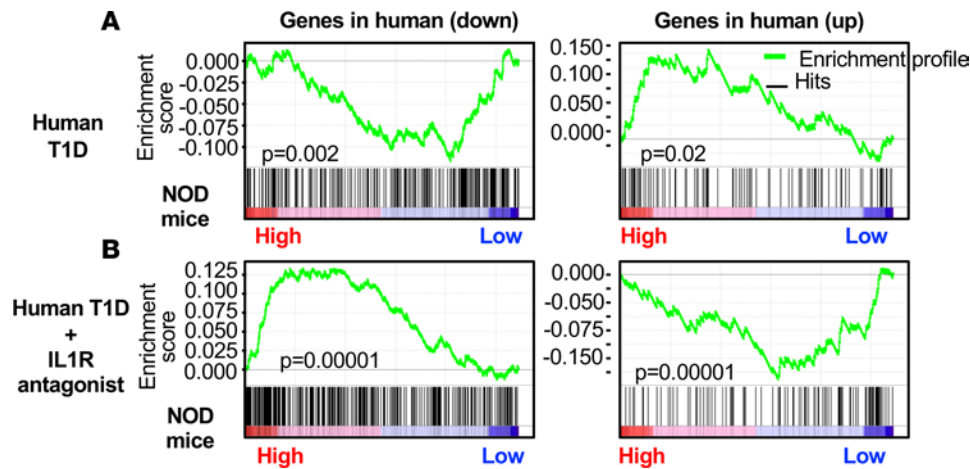 A
Genes in human (down)
Genes in human (up)
Human
T1D
Enrichment
score
0.000
-0.025
-0.050
-0.075
-0.100
p=0.002
0.150
0.100
0.050
0.000
Enrichment profile
Hits
p=0.02
NOD
mice
High
Low
High
Low
B
Human T1D
+
IL1R
antagonist
Enrichment
score
0.125
0.100
0.075
0.050
0.025
0.000
p=0.00001
0.000
-0.075
-0.150
p=0.00001
NOD
mice
High
Low
High
Low